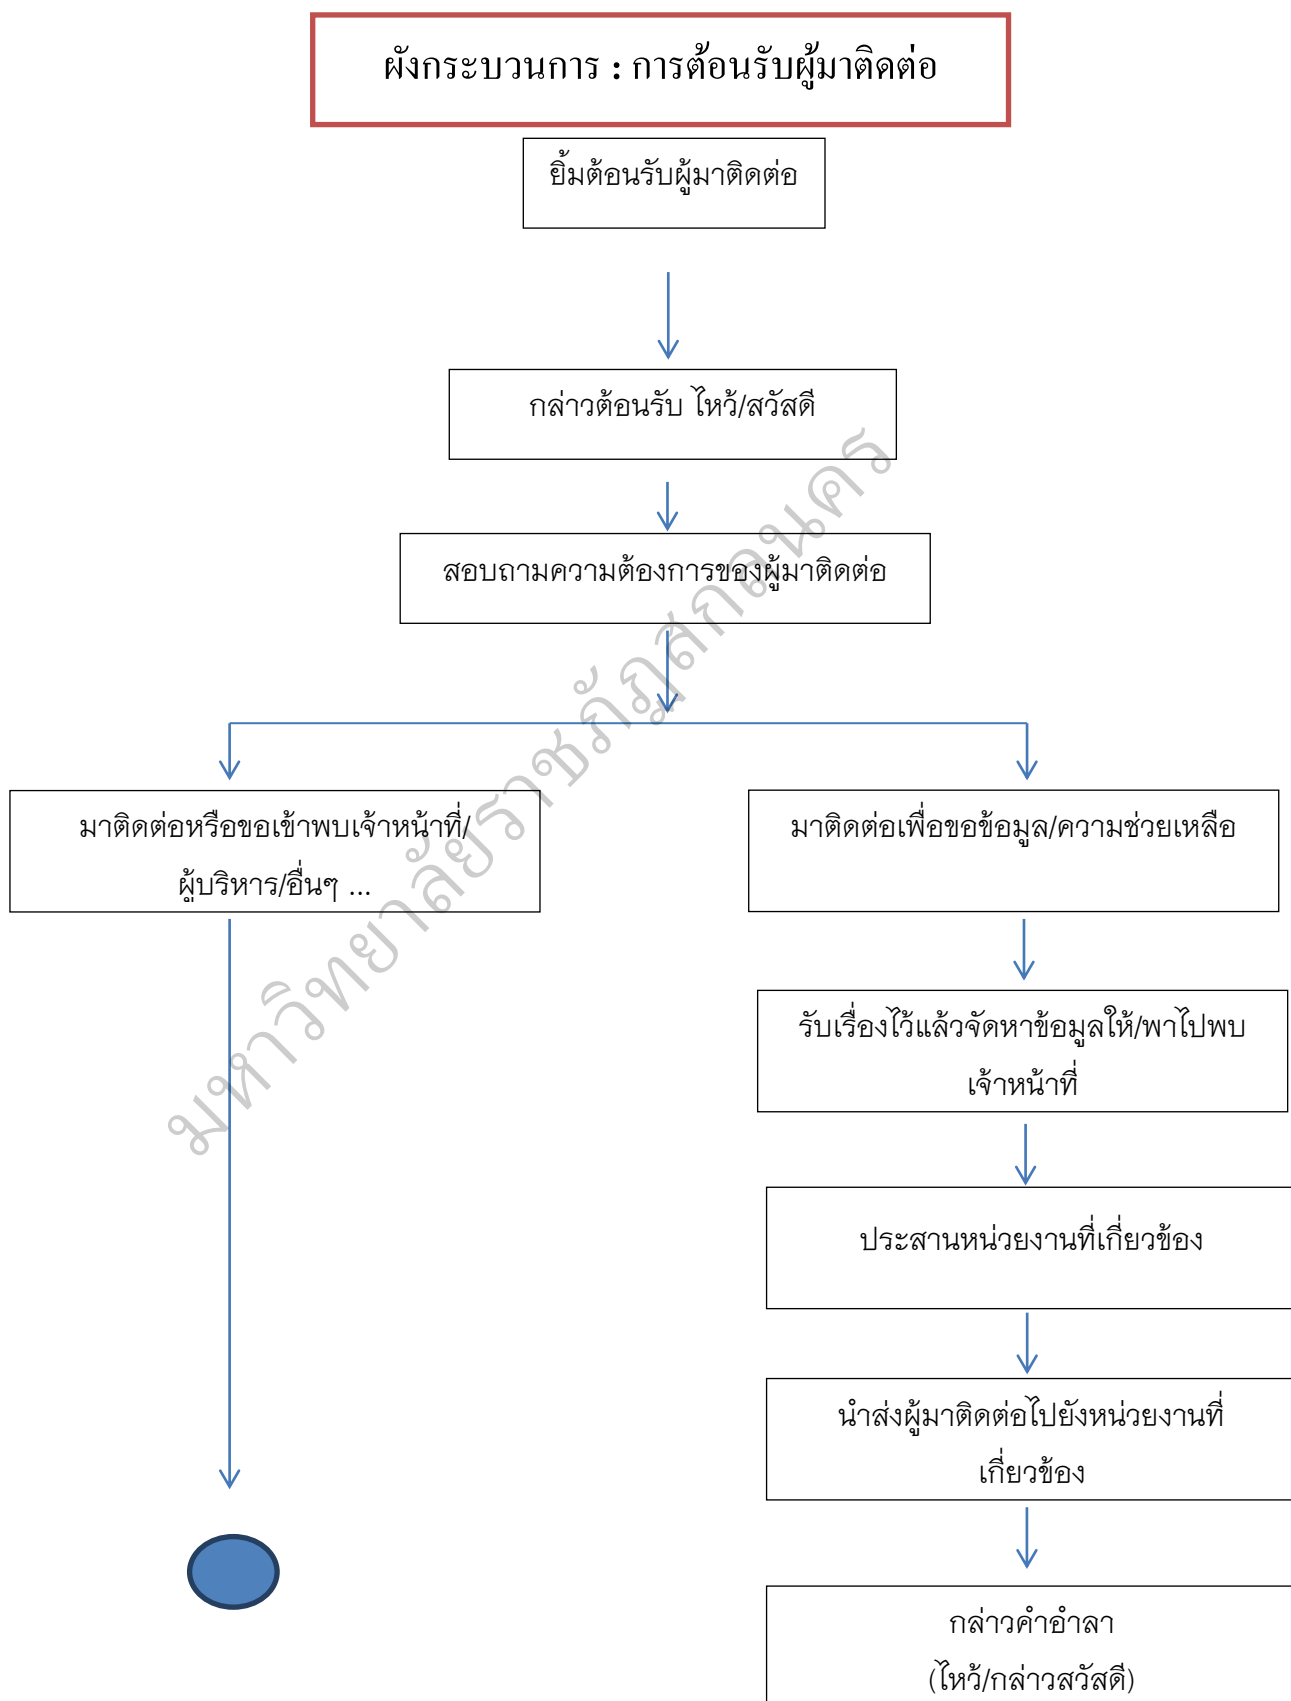 ผังกระบวนการ : การต้อนรับผู้มาติดต่อ
ยิ้มต้อนรับผู้มาติดต่อ
กล่าวต้อนรับ ไหว้/สวัสดี
สอบถามความต้องการของผู้มาติดต่อ
มาติดต่อหรือขอเข้าพบเจ้าหน้าที่/
ผู้บริหาร/อื่นๆ ...
มาติดต่อเพื่อขอข้อมูล/ความช่วยเหลือ
รับเรื่องไว้แล้วจัดหาข้อมูลให้/พาไปพบ
เจ้าหน้าที่
ประสานหน่วยงานที่เกี่ยวข้อง
นำส่งผู้มาติดต่อไปยังหน่วยงานที่
เกี่ยวข้อง
กล่าวคำอำลา
(ไหว้/กล่าวสวัสดี)
มหาวิทยาลัยราชภัฏสกลนคร